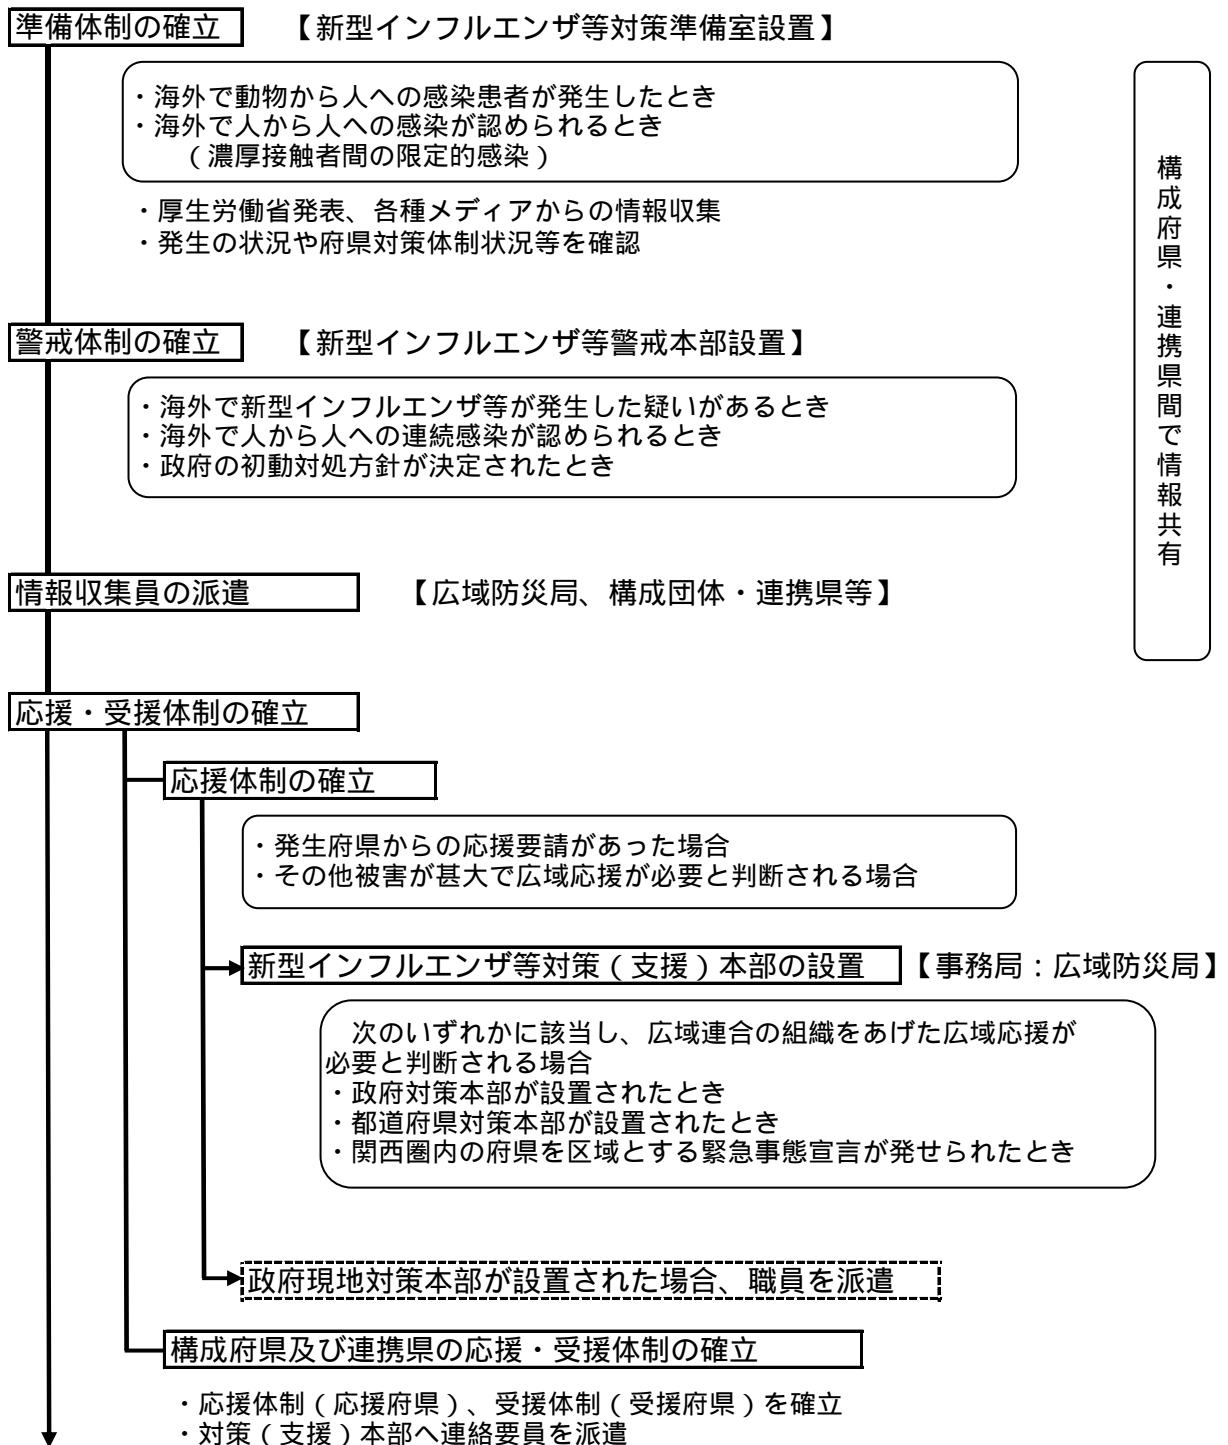 準備体制の確立 【新型インフルエンザ等対策準備室設置】
・海外で動物から人への感染患者が発生したとき
・海外で人から人への感染が認められるとき
（濃厚接触者間の限定的感染）
・厚生労働省発表、各種メディアからの情報収集
・発生の状況や府県対策体制状況等を確認
構成府県・連携県間で情報共有
警戒体制の確立 【新型インフルエンザ等警戒本部設置】
・海外で新型インフルエンザ等が発生した疑いがあるとき
・海外で人から人への連続感染が認められるとき
・政府の初動対処方針が決定されたとき
情報収集員の派遣 【広域防災局、構成団体・連携県等】
応援・受援体制の確立
応援体制の確立
・発生府県からの応援要請があった場合
・その他被害が甚大で広域応援が必要と判断される場合
新型インフルエンザ等対策（支援）本部の設置 【事務局：広域防災局】
次のいずれかに該当し、広域連合の組織をあげた広域応援が
必要と判断される場合
・政府対策本部が設置されたとき
・都道府県対策本部が設置されたとき
・関西圏内の府県を区域とする緊急事態宣言が発せられたとき
政府現地対策本部が設置された場合、職員を派遣
構成府県及び連携県の応援・受援体制の確立
・応援体制（応援府県）、受援体制（受援府県）を確立
・対策（支援）本部へ連絡要員を派遣